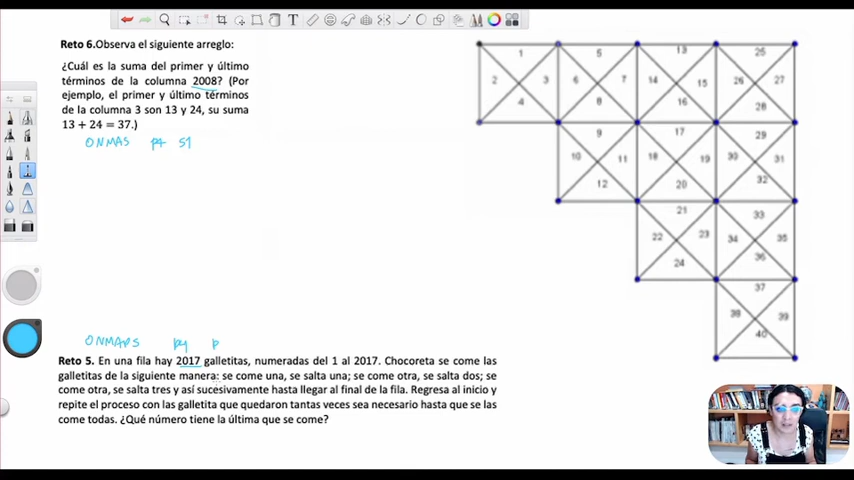 Reto 6.Observa el siguiente arreglo:
¿Cuál es la suma del primer y último
términos de la columna 2008? (Por
ejemplo, el primer y último términos
de la columna 3 son 13 y 24, su suma
13 + 24 = 37.)
ONMAS
1 5 13 25
2 3 6 7 14 15 26 27
4 8 16 28
9 17 29
10 11 18 19 30 31
12 20 32
21 33
22 23 34 35
24 36
37
38 39
40
ONMAPS
Reto 5. En una fila hay 2017 galletitas, numeradas del 1 al 2017. Chocoreta se come las
galletitas de la siguiente manera: se come una, se salta una; se come otra, se salta dos; se
come otra, se salta tres y así sucesivamente hasta llegar al final de la fila. Regresa al inicio y
repite el proceso con las galletita que quedaron tantas veces sea necesario hasta que se las
come todas. ¿Qué número tiene la última que se come?